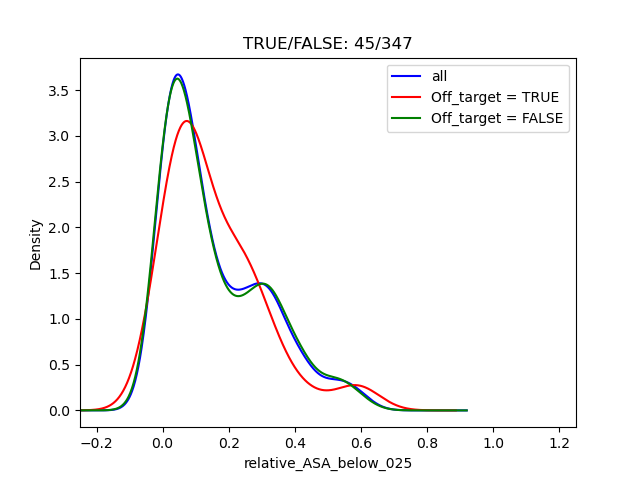 TRUE/FALSE: 45/347
all
Off_target = TRUE
Off_target = FALSE
Density
3.5
3.0
2.5
2.0
1.5
1.0
0.5
0.0
−0.2 0.0 0.2 0.4 0.6 0.8 1.0 1.2
relative_ASA_below_025